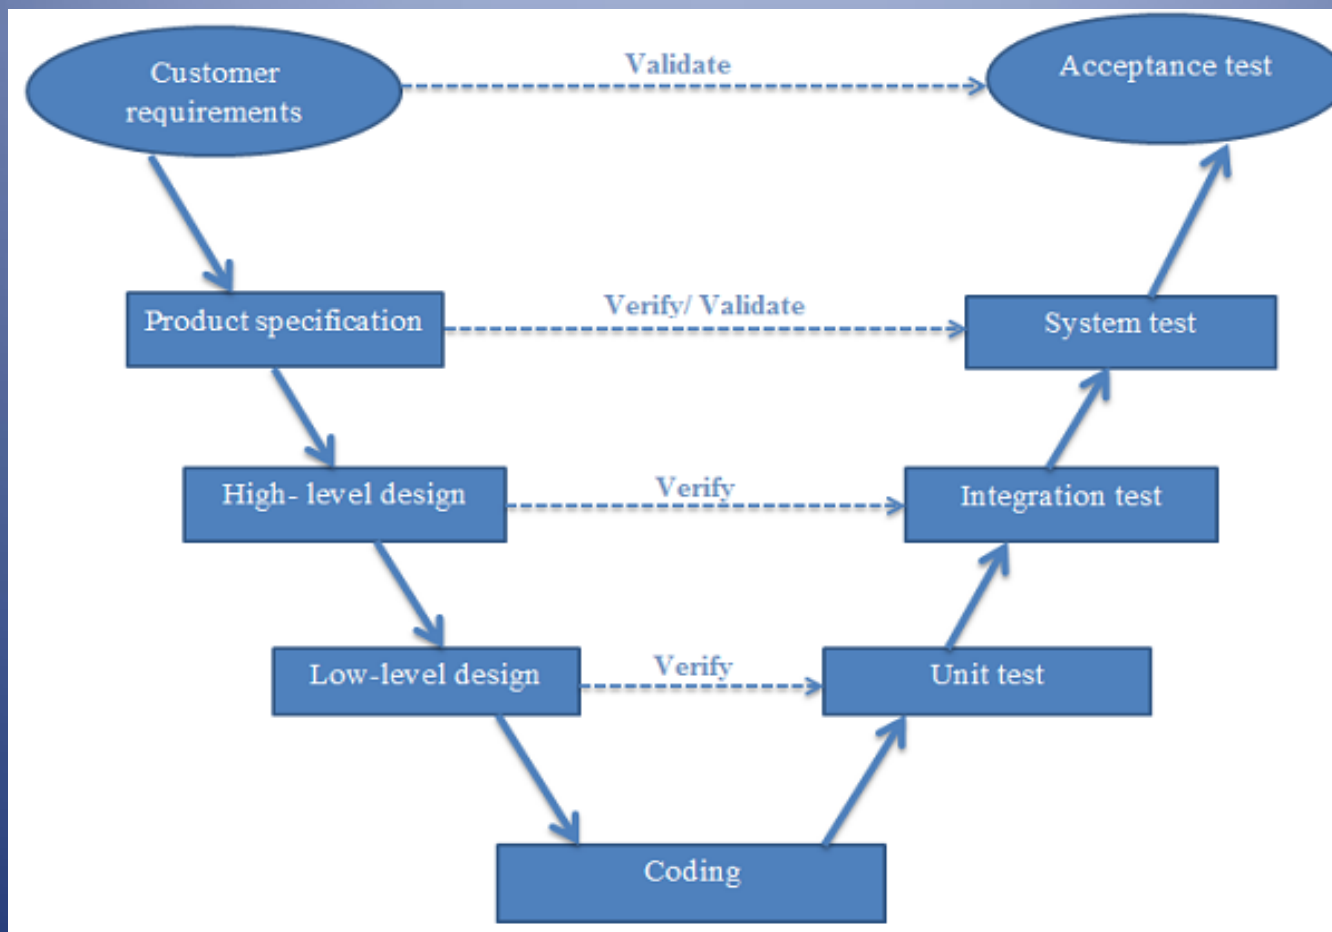 Customer
requirements
Validate
Acceptance test
Product specification
Verify/ Validate
System test
High- level design
Verify
Integration test
Low-level design
Verify
Unit test
Coding